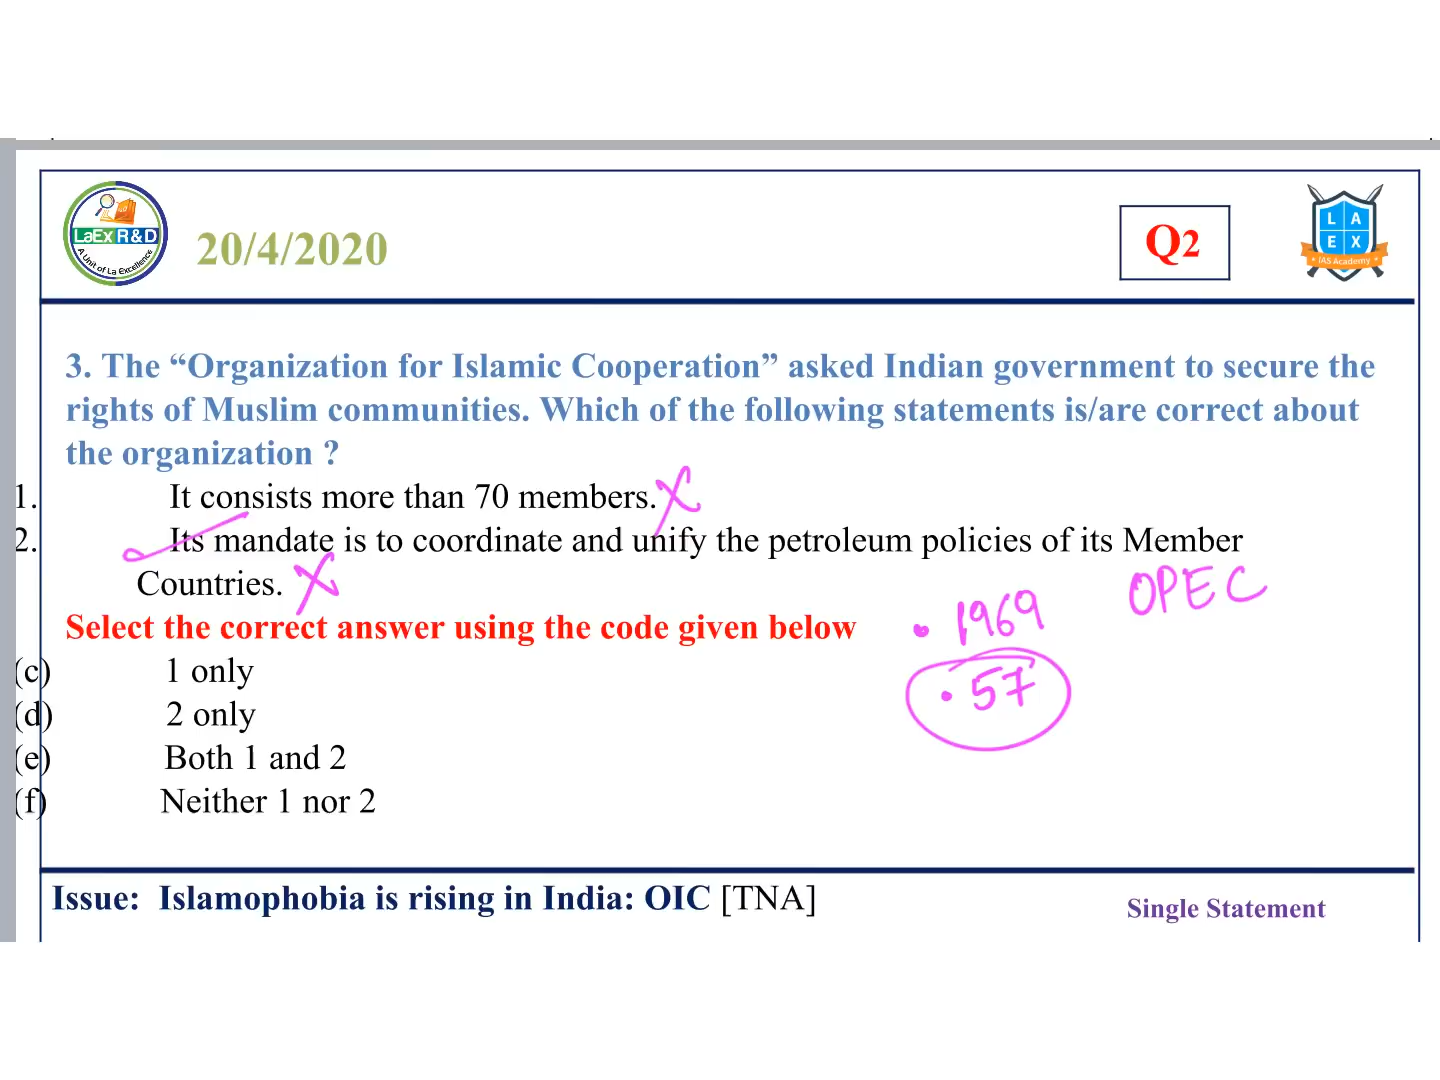 LaEx R&D
A Unit of La Excellence
20/4/2020
Q2
L A
E X
IAS Academy
3. The “Organization for Islamic Cooperation” asked Indian government to secure the
rights of Muslim communities. Which of the following statements is/are correct about
the organization ?
1. It consists more than 70 members.
2. Its mandate is to coordinate and unify the petroleum policies of its Member
Countries.
OPEC
Select the correct answer using the code given below
• 1969
(c) 1 only
• 57
(d) 2 only
(e) Both 1 and 2
(f) Neither 1 nor 2
Issue: Islamophobia is rising in India: OIC [TNA]
Single Statement